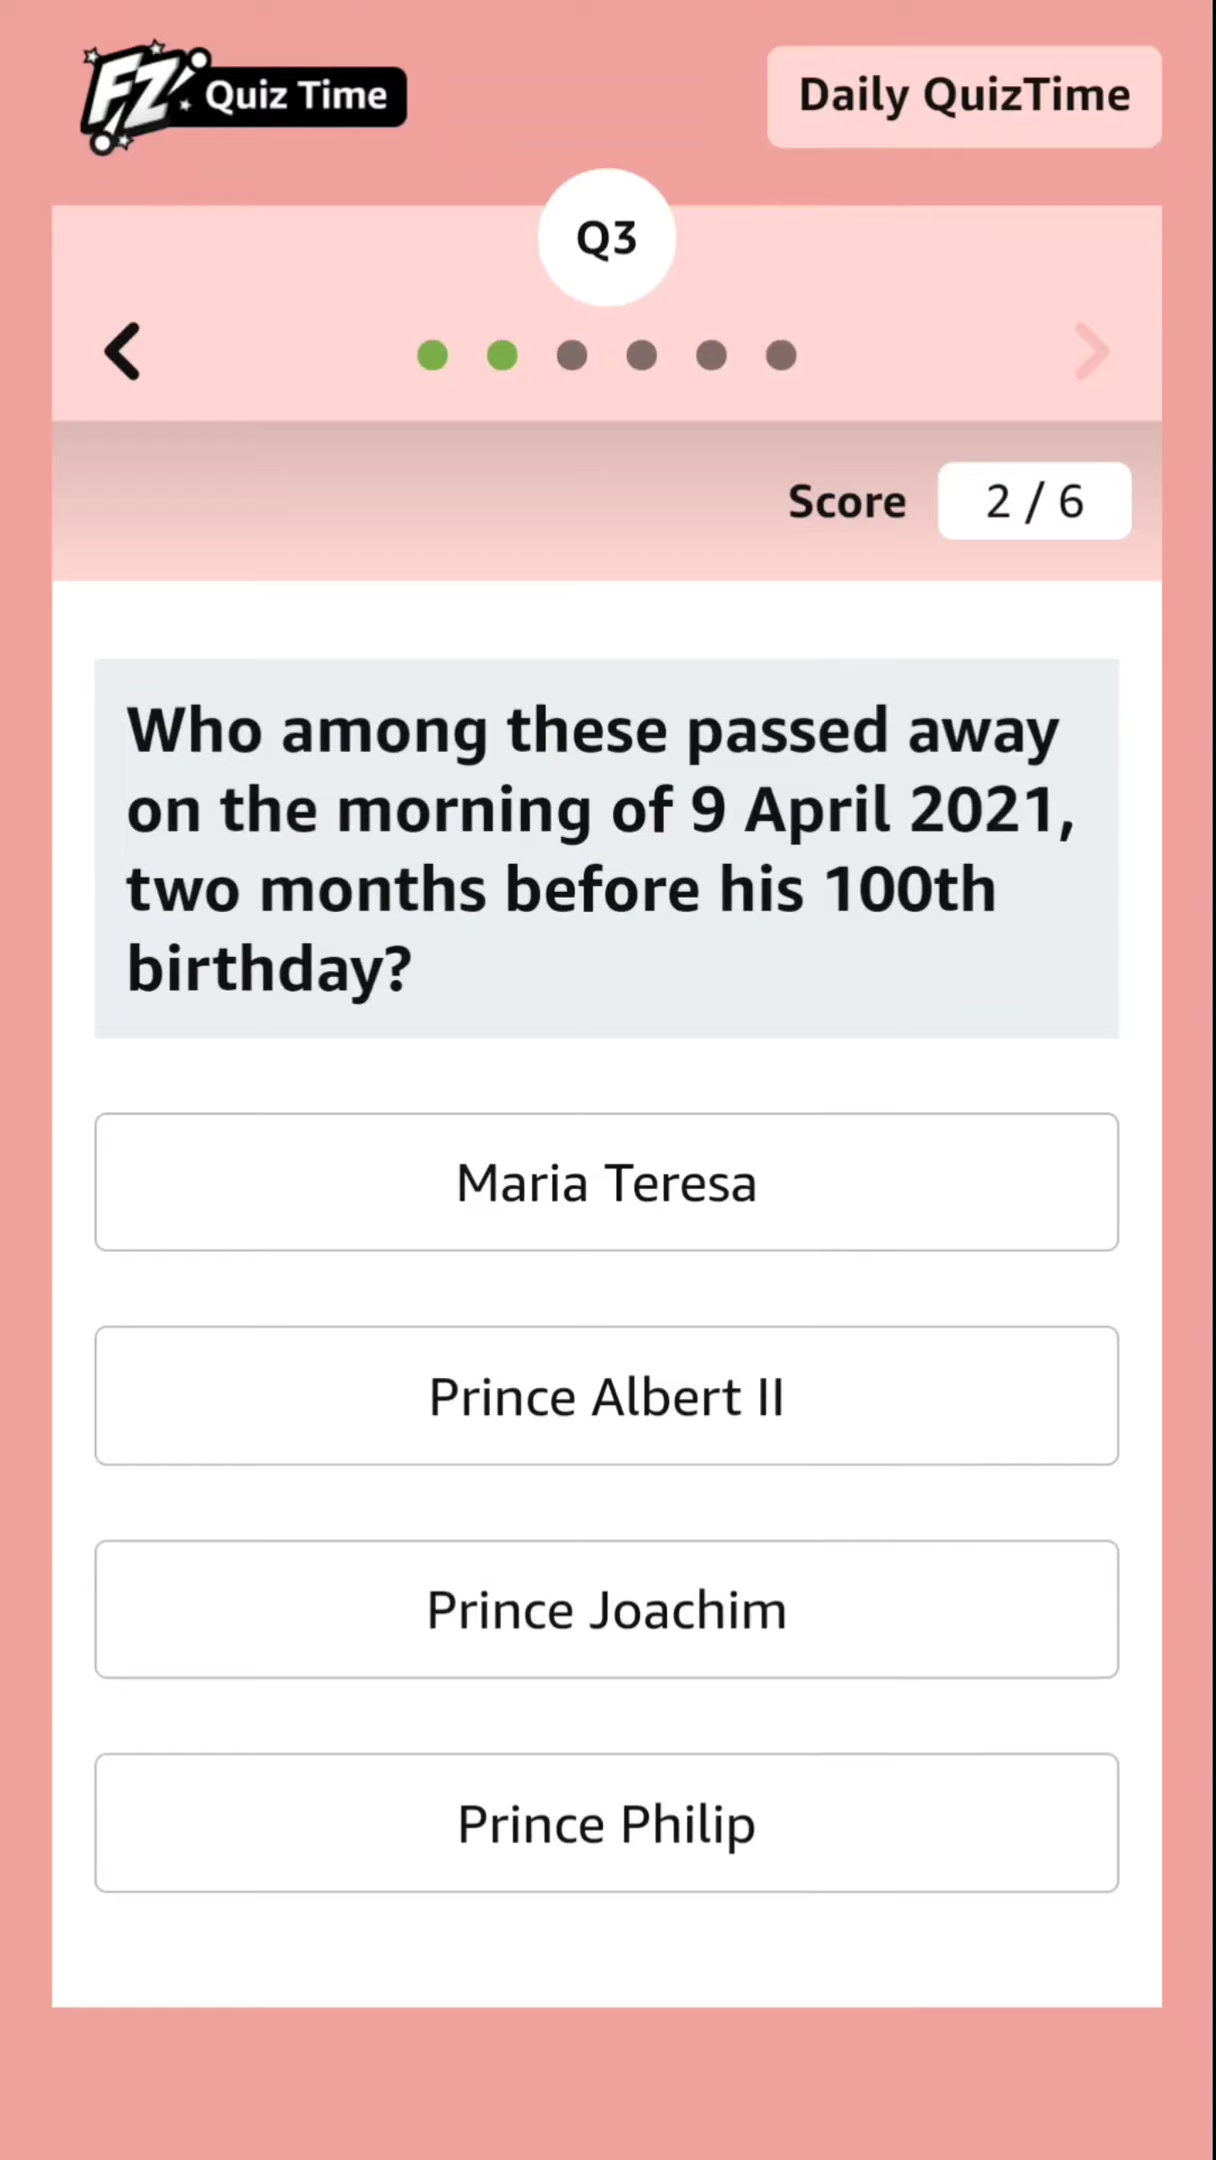 FZ Quiz Time
Daily QuizTime
Q3
Score 2 / 6
Who among these passed away
on the morning of 9 April 2021,
two months before his 100th
birthday?
Maria Teresa
Prince Albert II
Prince Joachim
Prince Philip